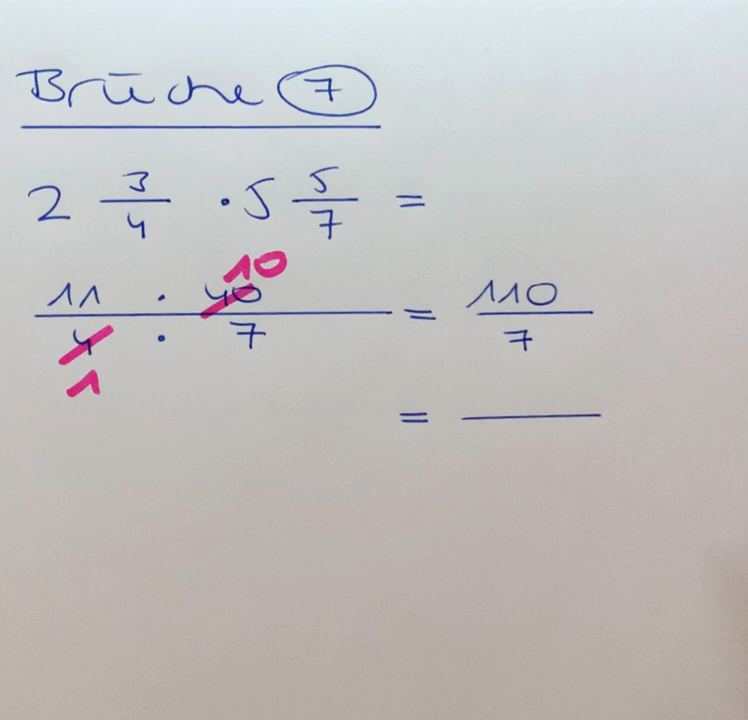 Brüche 7
2 3/4 · 5 5/7 =
11 · 40 10 / 4 1 · 7 = 110/7
= —